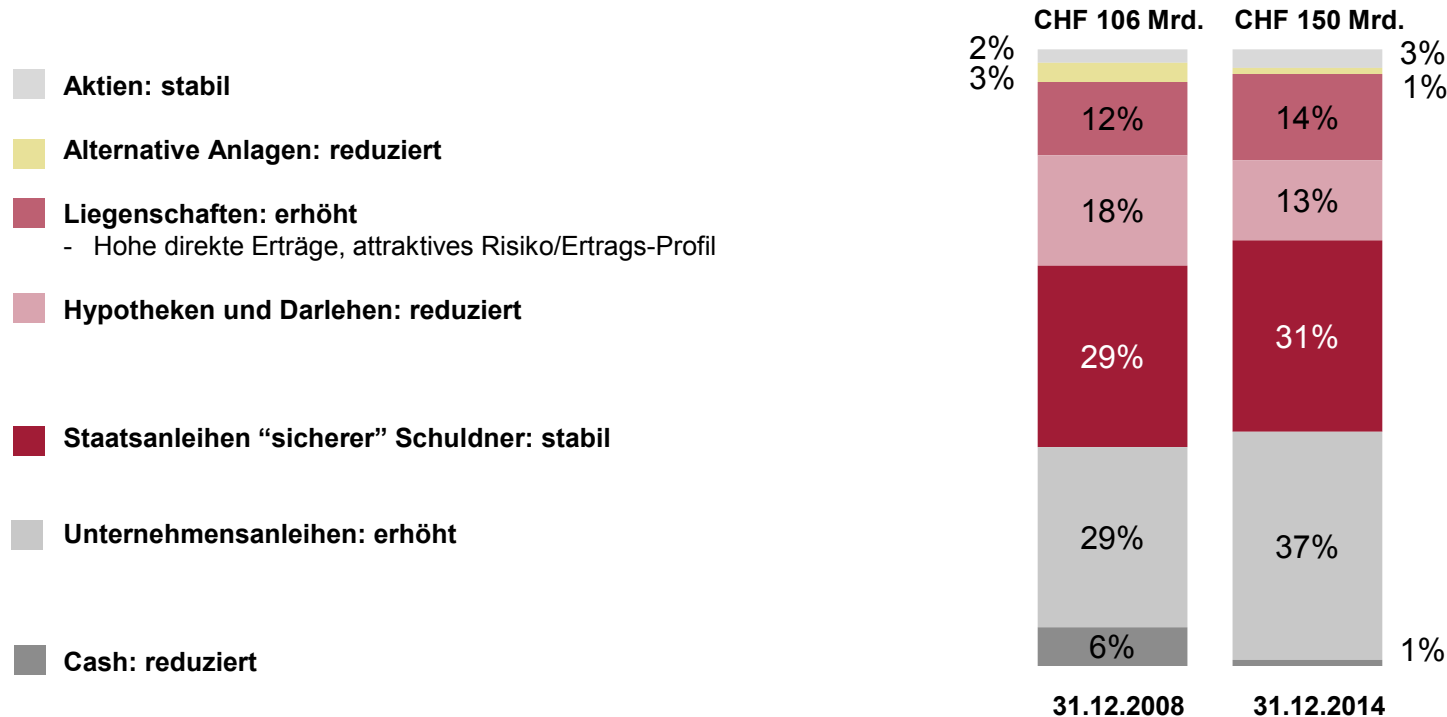 CHF 106 Mrd. CHF 150 Mrd.
2% 3%
3% 1%
Aktien: stabil
Alternative Anlagen: reduziert
12% 14%
Liegenschaften: erhöht
- Hohe direkte Erträge, attraktives Risiko/Ertrags-Profil
18% 13%
Hypotheken und Darlehen: reduziert
29% 31%
Staatsanleihen “sicherer” Schuldner: stabil
Unternehmensanleihen: erhöht
29% 37%
Cash: reduziert
6% 1%
31.12.2008 31.12.2014